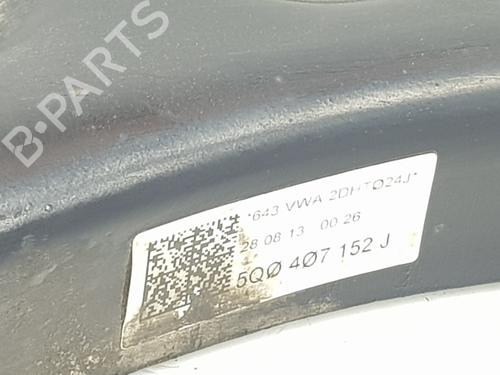 B-PARTS
*643 VWA 2DHTØ24J*
28 08 13 00 26
5QØ 4Ø7 152 J